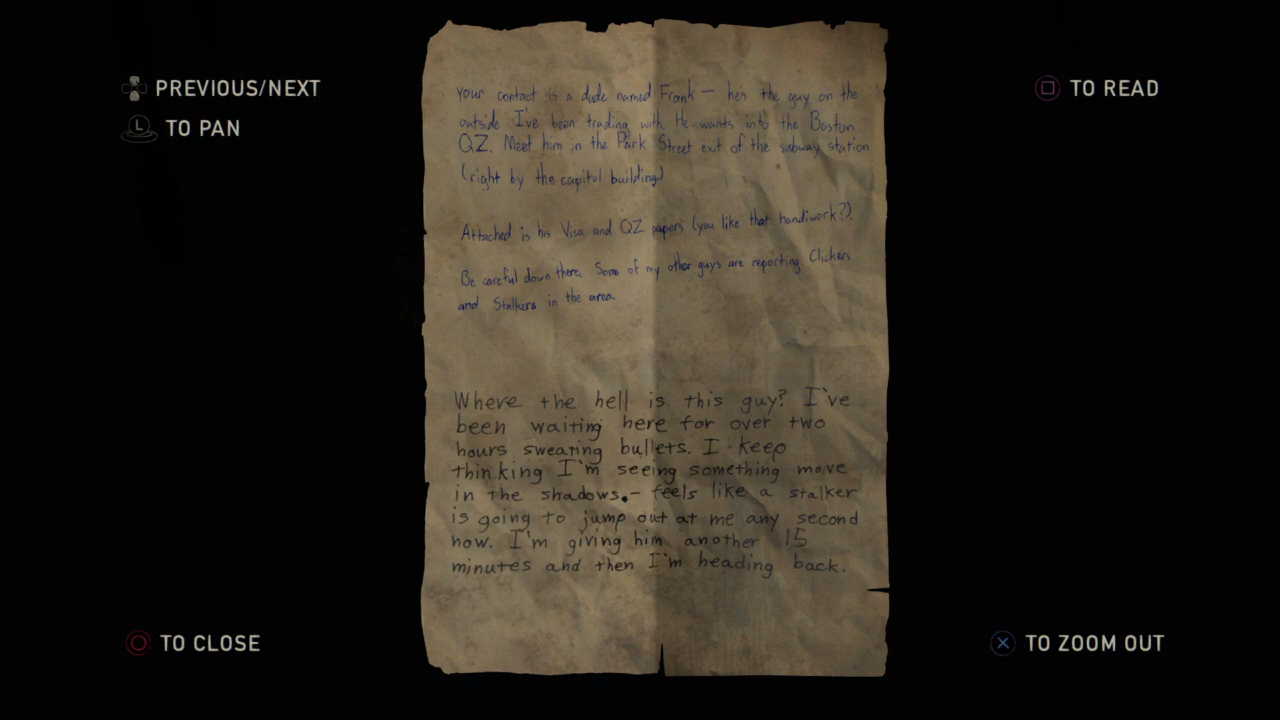 PREVIOUS/NEXT
L TO PAN
TO READ
Your contact is a dude named Frank — he's the guy on the
outside I've been trading with. He wants into the Boston
QZ. Meet him in the Park Street exit of the subway station
(right by the capitol building)
Attached is his Visa and QZ papers (you like that handiwork?).
Be careful down there. Some of my other guys are reporting Clickers
and Stalkers in the area.
Where the hell is this guy? I've
been waiting here for over two
hours sweating bullets. I keep
thinking I'm seeing something move
in the shadows.- feels like a stalker
is going to jump out at me any second
now. I'm giving him another 15
minutes and then I'm heading back.
TO CLOSE
TO ZOOM OUT